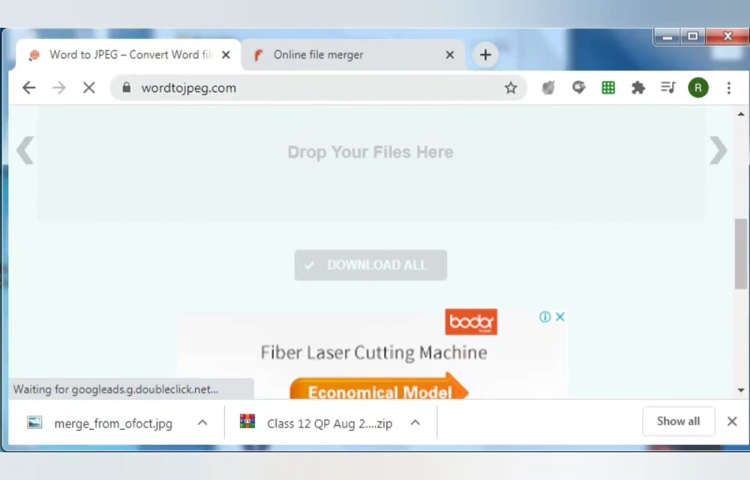 Word to JPEG – Convert Word fil
Online file merger
wordtojpeg.com
R
Drop Your Files Here
DOWNLOAD ALL
bodor
Fiber Laser Cutting Machine
Economical Model
Waiting for googleads.g.doubleclick.net...
merge_from_ofoct.jpg
Class 12 QP Aug 2....zip
Show all